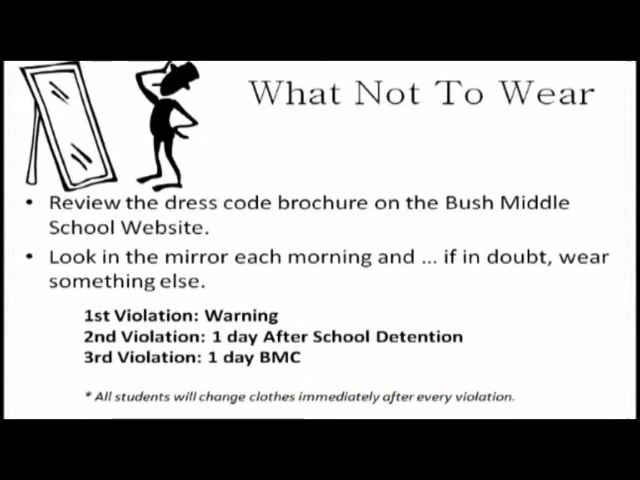 What Not To Wear
• Review the dress code brochure on the Bush Middle
School Website.
• Look in the mirror each morning and ... if in doubt, wear
something else.
1st Violation: Warning
2nd Violation: 1 day After School Detention
3rd Violation: 1 day BMC
* All students will change clothes immediately after every violation.